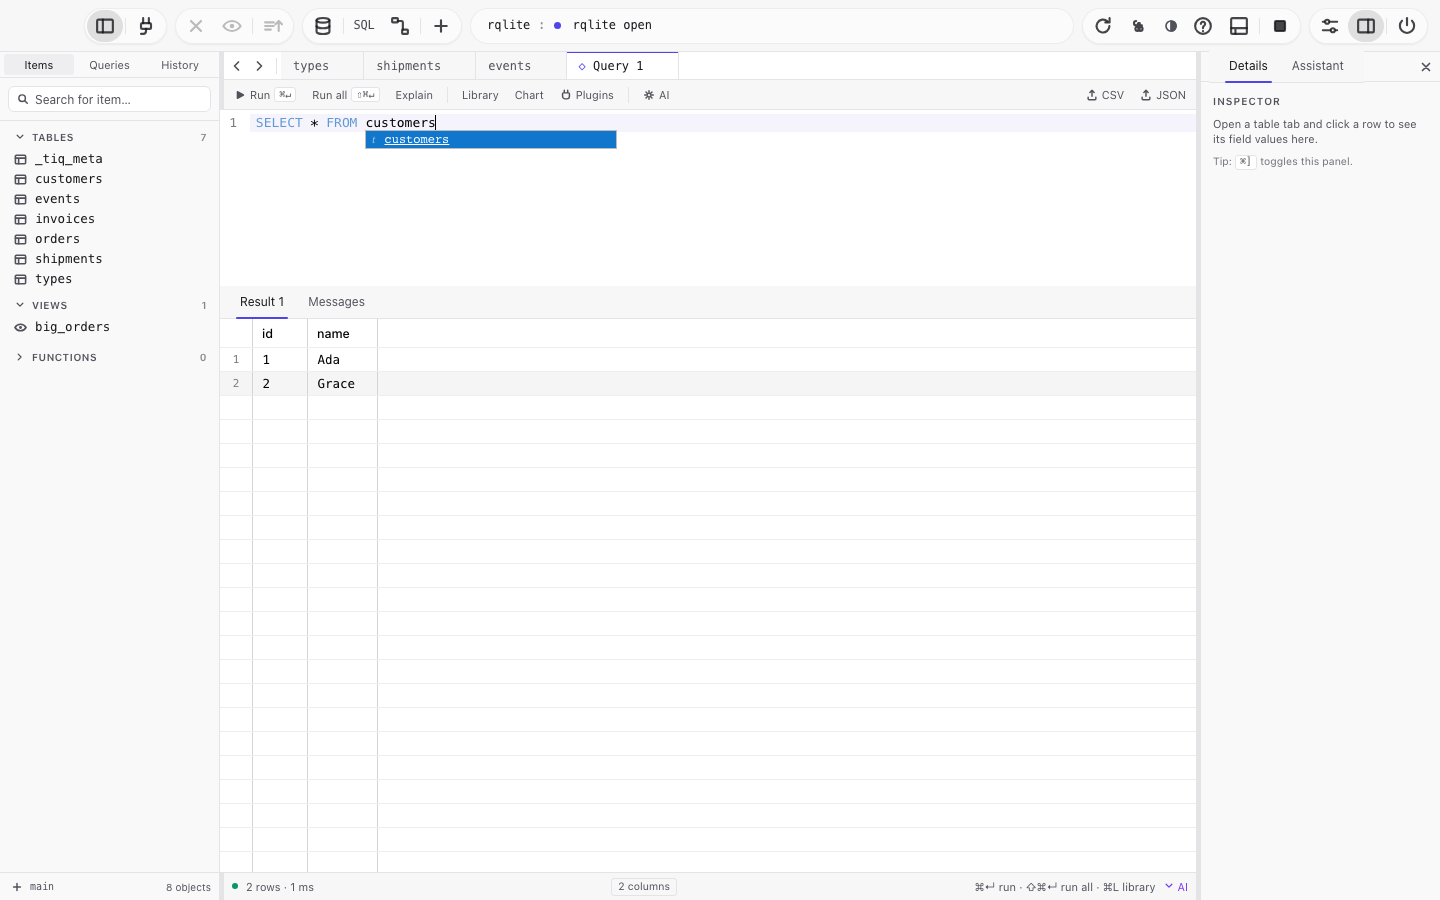 SQL
rqlite : rqlite open
Items Queries History
Search for item...
TABLES 7
_tiq_meta
customers
events
invoices
orders
shipments
types
VIEWS 1
big_orders
FUNCTIONS 0
main 8 objects
types shipments events ◇ Query 1
Run ⌘↵ Run all ⇧⌘↵ Explain Library Chart Plugins AI CSV JSON
1 SELECT * FROM customers
t customers
Result 1 Messages
id name
1 1 Ada
2 2 Grace
2 rows · 1 ms 2 columns ⌘↵ run · ⇧⌘↵ run all · ⌘L library AI
Details Assistant
INSPECTOR
Open a table tab and click a row to see
its field values here.
Tip: ⌘] toggles this panel.